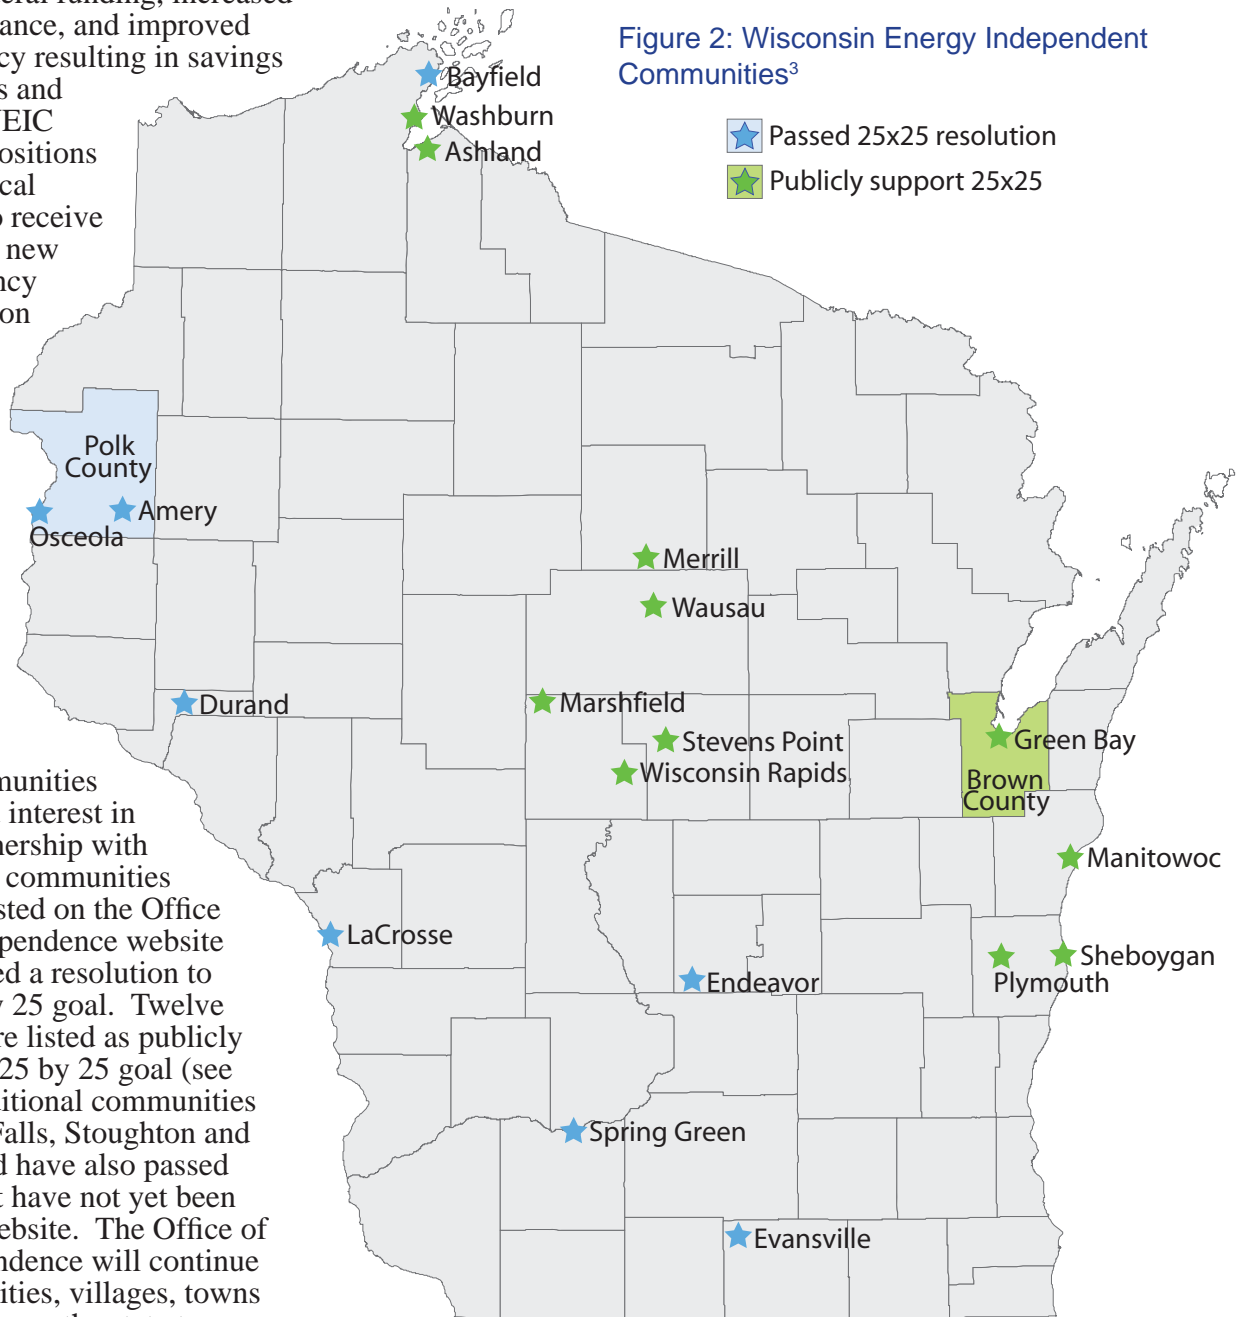 eral funding, increased
ance, and improved
cy resulting in savings
s and
EIC
ositions
cal
receive
new
ncy
on
Figure 2: Wisconsin Energy Independent
Communities3
Passed 25x25 resolution
Publicly support 25x25
Bayfield
Washburn
Ashland
Polk
County
Amery
Osceola
Merrill
Wausau
Durand
Marshfield
Stevens Point
Wisconsin Rapids
Green Bay
Brown
County
Manitowoc
LaCrosse
Endeavor
Sheboygan
Plymouth
Spring Green
Evansville
munities
interest in
nership with
communities
sted on the Office
ependence website
ed a resolution to
y 25 goal.  Twelve
re listed as publicly
25 by 25 goal (see
ditional communities
Falls, Stoughton and
d have also passed
t have not yet been
ebsite.  The Office of
ndence will continue
ities, villages, towns